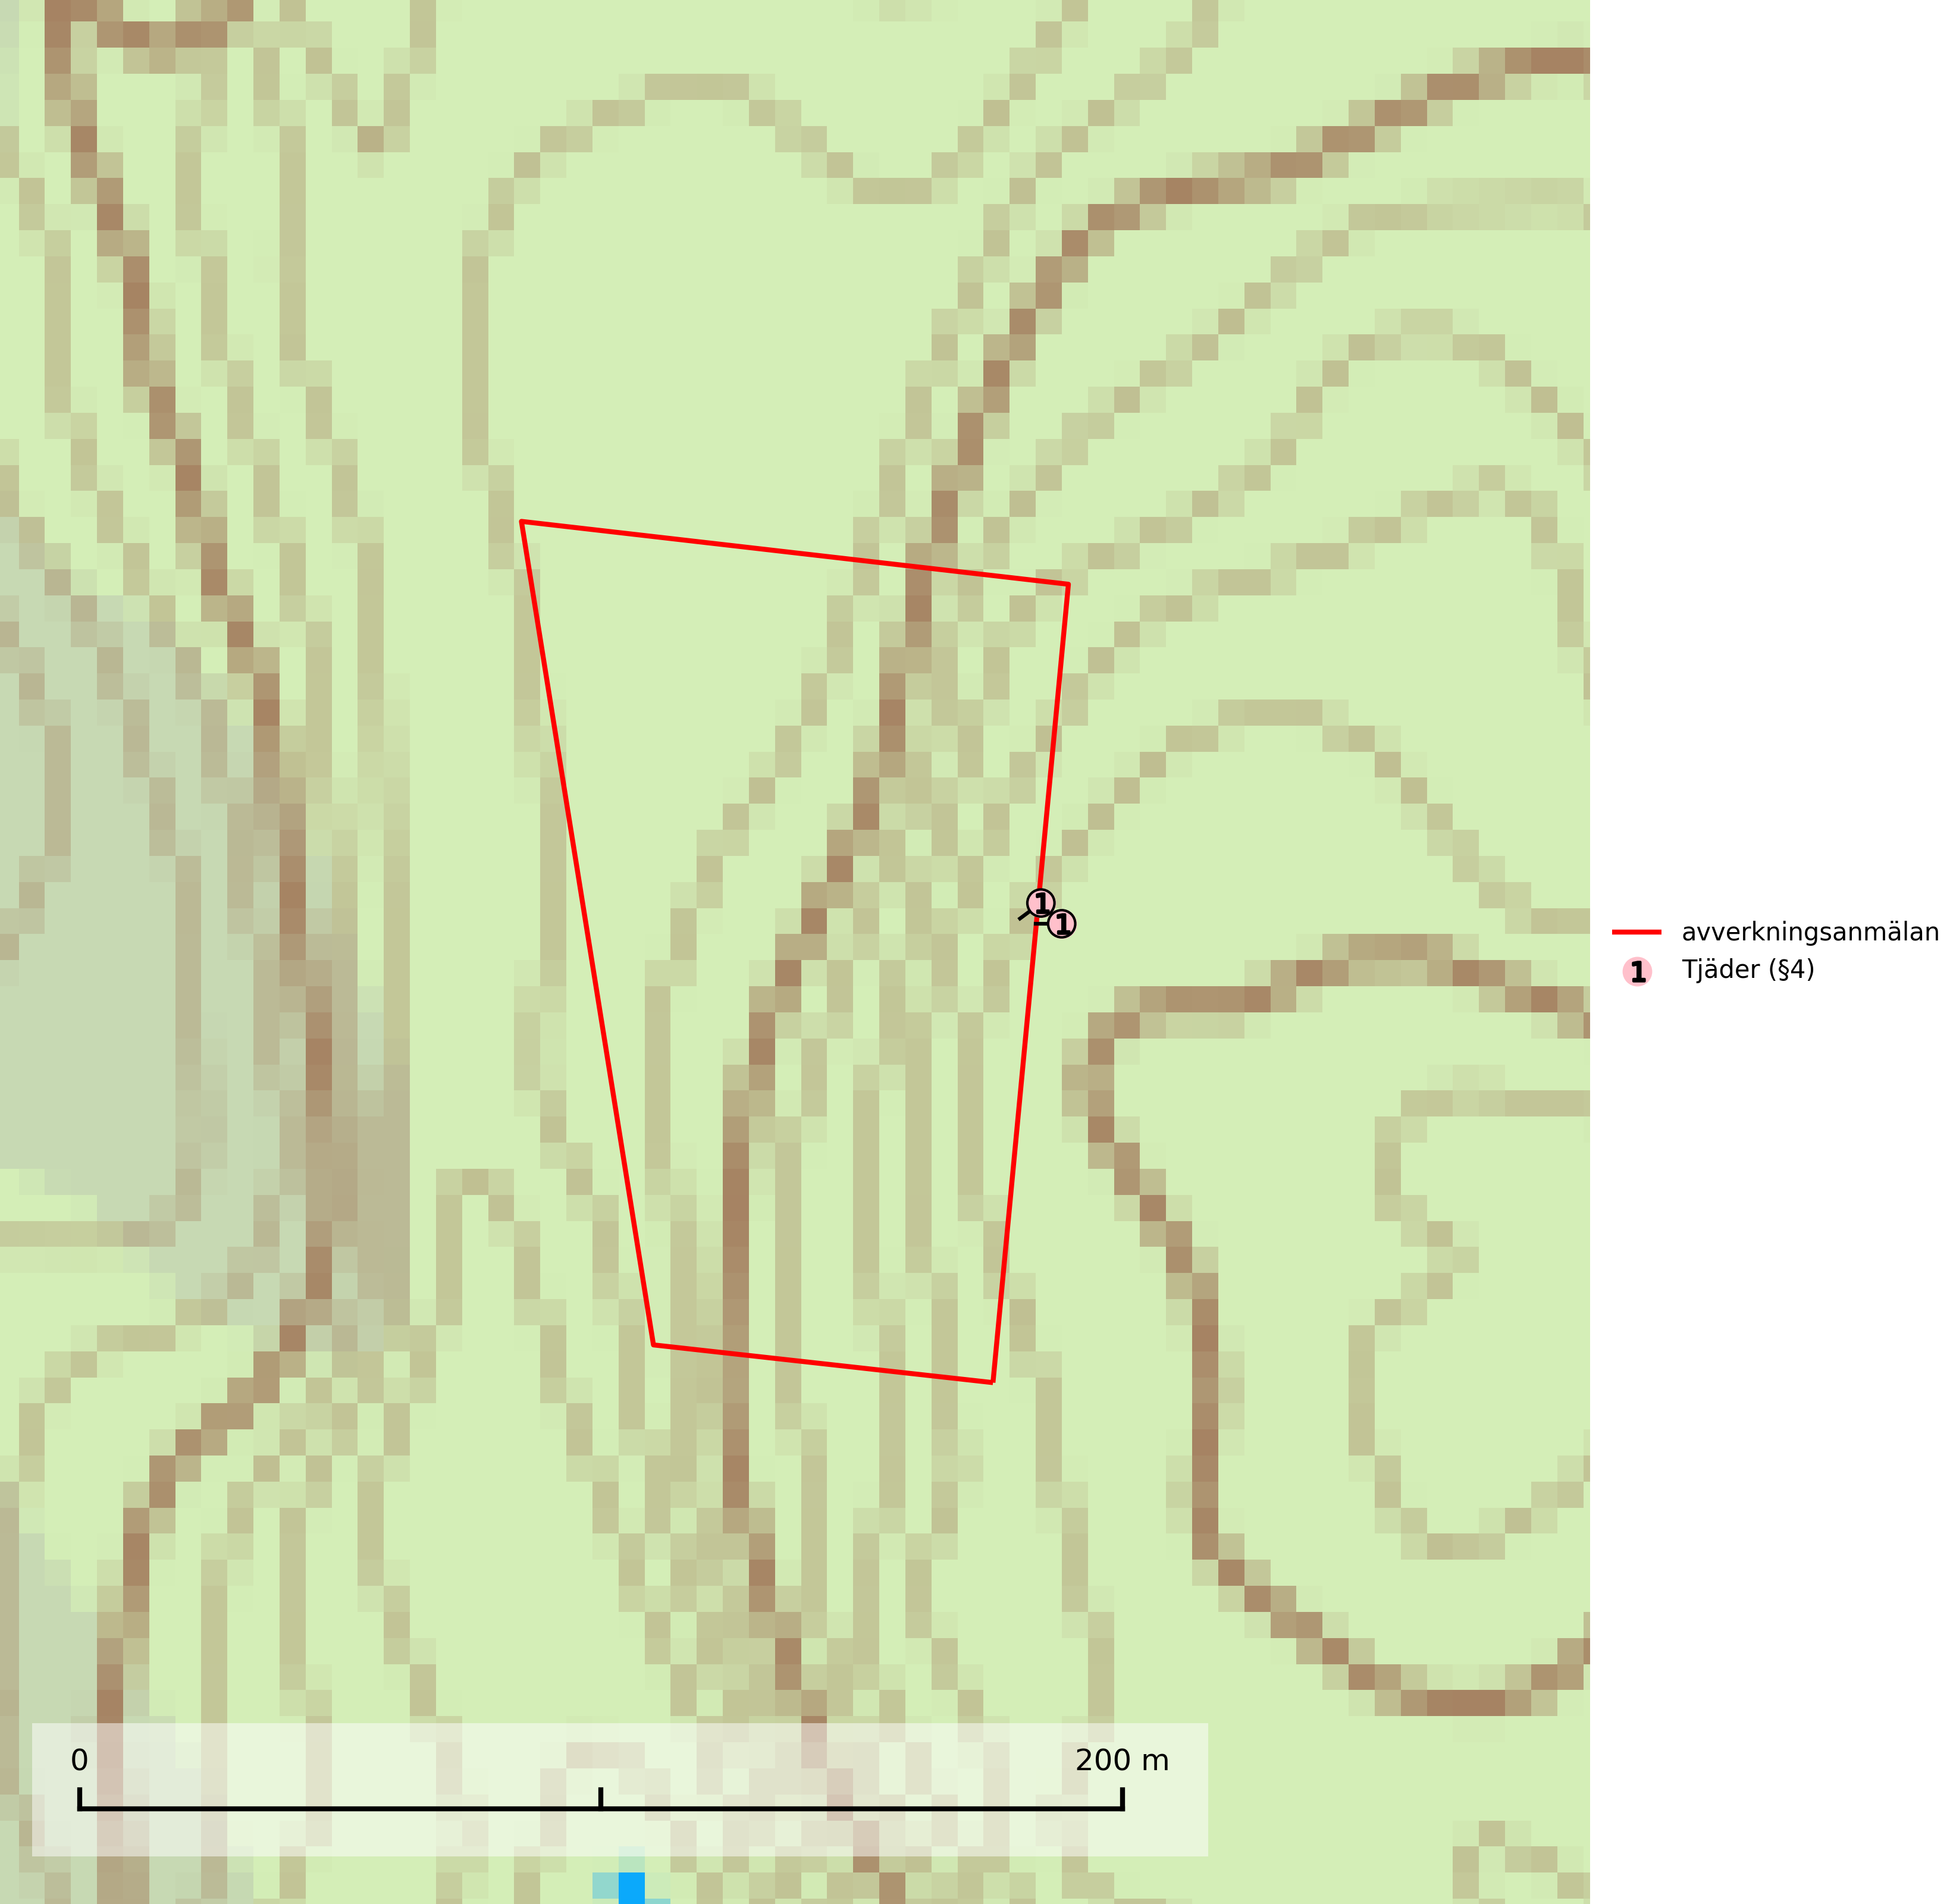 1
1
avverkningsanmälan
1 Tjäder (§4)
0 200 m